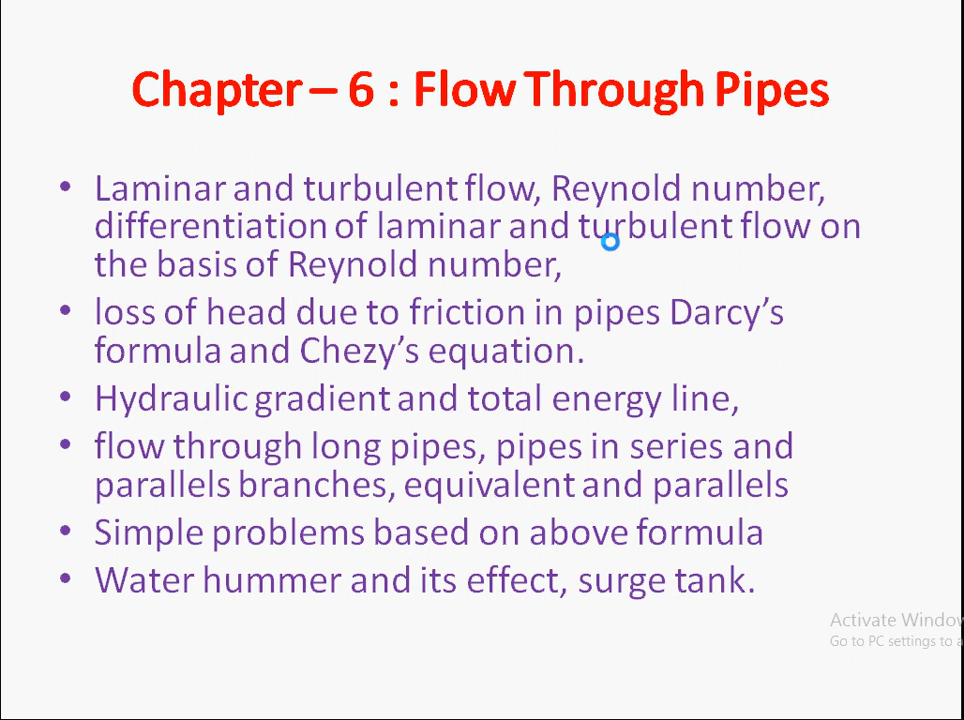 Chapter – 6 : Flow Through Pipes
• Laminar and turbulent flow, Reynold number,
differentiation of laminar and turbulent flow on
the basis of Reynold number,
• loss of head due to friction in pipes Darcy’s
formula and Chezy’s equation.
• Hydraulic gradient and total energy line,
• flow through long pipes, pipes in series and
parallels branches, equivalent and parallels
• Simple problems based on above formula
• Water hummer and its effect, surge tank.
Activate Window
Go to PC settings to a